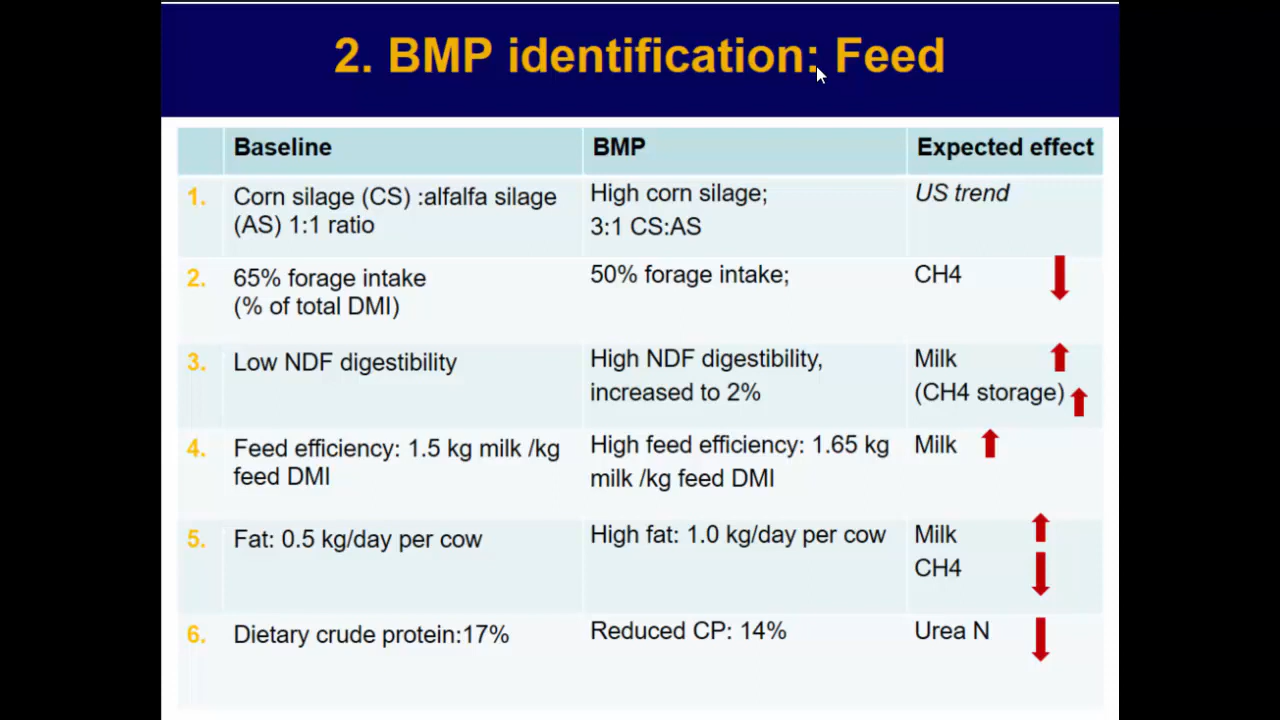 2. BMP identification: Feed
Baseline BMP Expected effect
1. Corn silage (CS) :alfalfa silage
(AS) 1:1 ratio
High corn silage;
3:1 CS:AS
US trend
2. 65% forage intake
(% of total DMI)
50% forage intake;
CH4
3. Low NDF digestibility
High NDF digestibility,
increased to 2%
Milk
(CH4 storage)
4. Feed efficiency: 1.5 kg milk /kg
feed DMI
High feed efficiency: 1.65 kg
milk /kg feed DMI
Milk
5. Fat: 0.5 kg/day per cow
High fat: 1.0 kg/day per cow
Milk
CH4
6. Dietary crude protein:17%
Reduced CP: 14%
Urea N